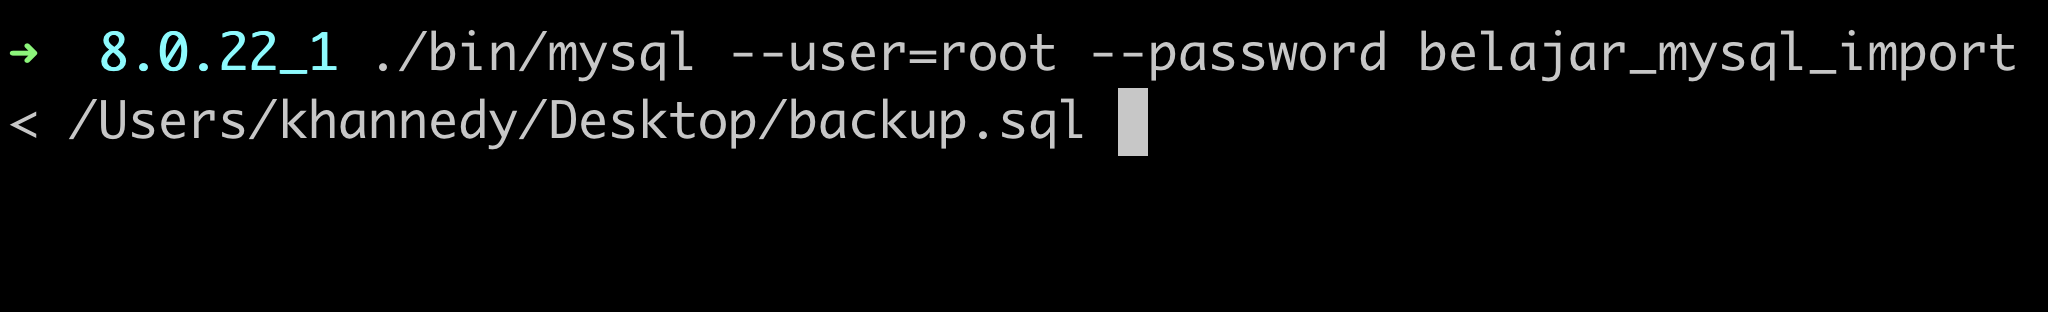 ➜  8.0.22_1 ./bin/mysql --user=root --password belajar_mysql_import
< /Users/khannedy/Desktop/backup.sql